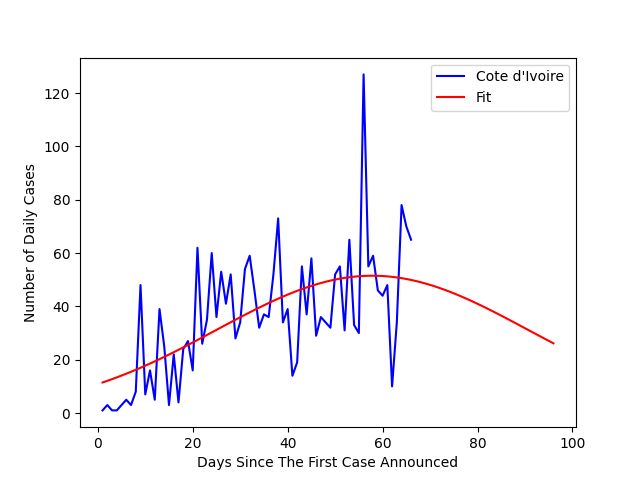 Cote d'Ivoire
Fit
Number of Daily Cases
120
100
80
60
40
20
0
0 20 40 60 80 100
Days Since The First Case Announced